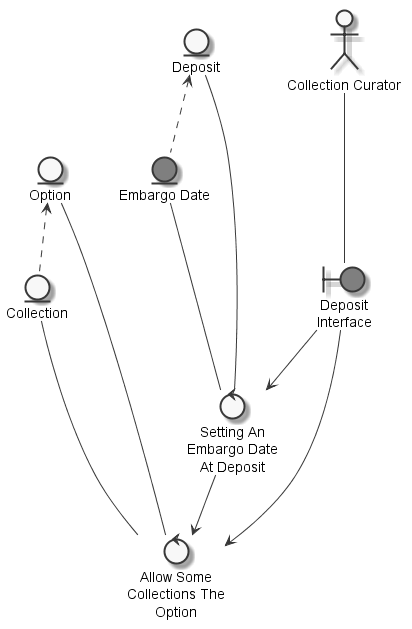 Deposit
Collection Curator
Option
Embargo Date
Collection
Deposit
Interface
Setting An
Embargo Date
At Deposit
Allow Some
Collections The
Option